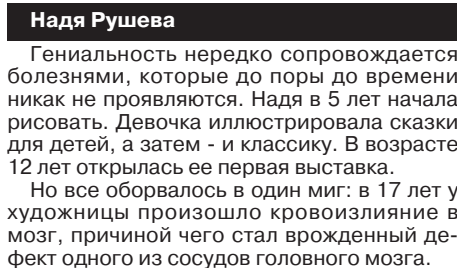 Надя Рушева
Гениальность нередко сопровождается
болезнями, которые до поры до времени
никак не проявляются. Надя в 5 лет начала
рисовать. Девочка иллюстрировала сказки
для детей, а затем - и классику. В возрасте
12 лет открылась ее первая выставка.
Но все оборвалось в один миг: в 17 лет у
художницы произошло кровоизлияние в
мозг, причиной чего стал врожденный де-
фект одного из сосудов головного мозга.